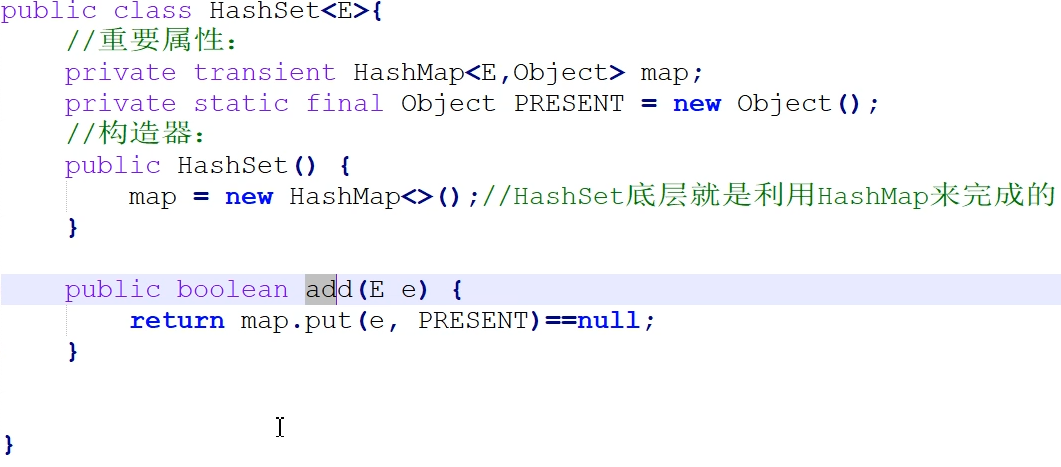 public class HashSet<E>{
//重要属性：
private transient HashMap<E,Object> map;
private static final Object PRESENT = new Object();
//构造器：
public HashSet() {
map = new HashMap<>();//HashSet底层就是利用HashMap来完成的
}
public boolean add(E e) {
return map.put(e, PRESENT)==null;
}
}